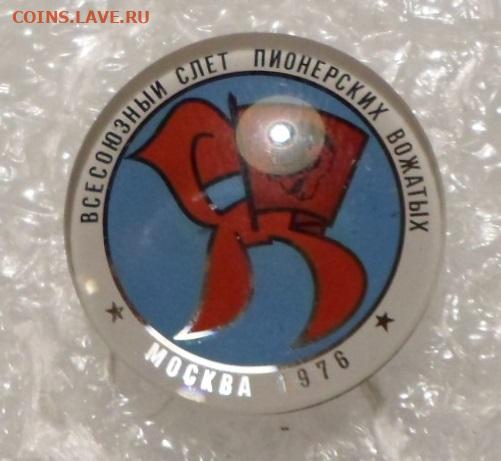 COINS.LAVE.RU
ВСЕСОЮЗНЫЙ СЛЕТ ПИОНЕРСКИХ ВОЖАТЫХ
МОСКВА 1976